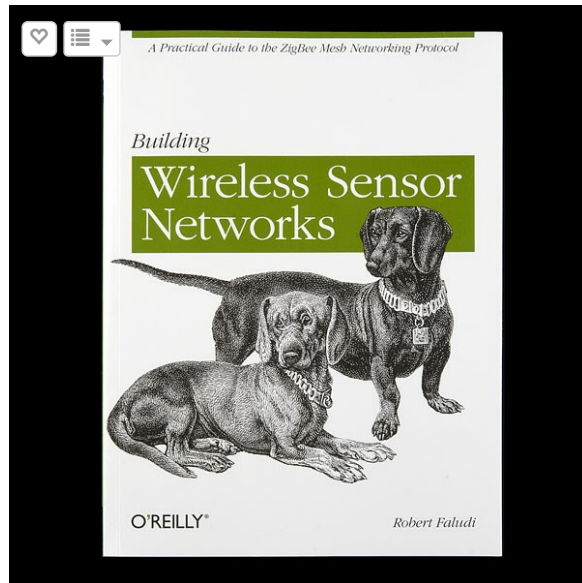 A Practical Guide to the ZigBee Mesh Networking Protocol
Building
Wireless Sensor
Networks
O'REILLY®
Robert Faludi